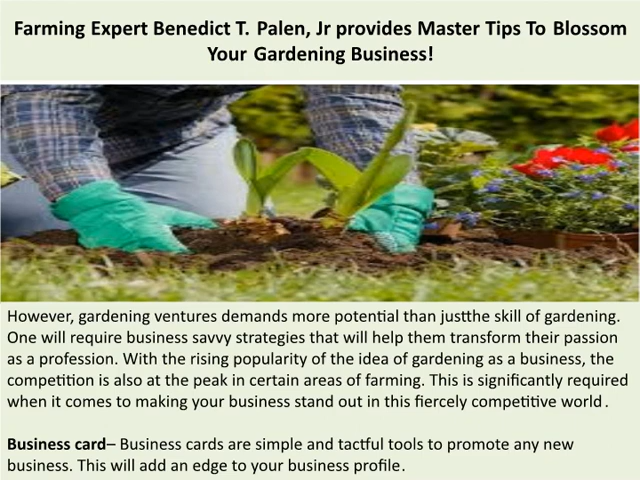 Farming Expert Benedict T. Palen, Jr provides Master Tips To Blossom
Your Gardening Business!
However, gardening ventures demands more potential than justthe skill of gardening.
One will require business savvy strategies that will help them transform their passion
as a profession. With the rising popularity of the idea of gardening as a business, the
competition is also at the peak in certain areas of farming. This is significantly required
when it comes to making your business stand out in this fiercely competitive world.
Business card– Business cards are simple and tactful tools to promote any new
business. This will add an edge to your business profile.